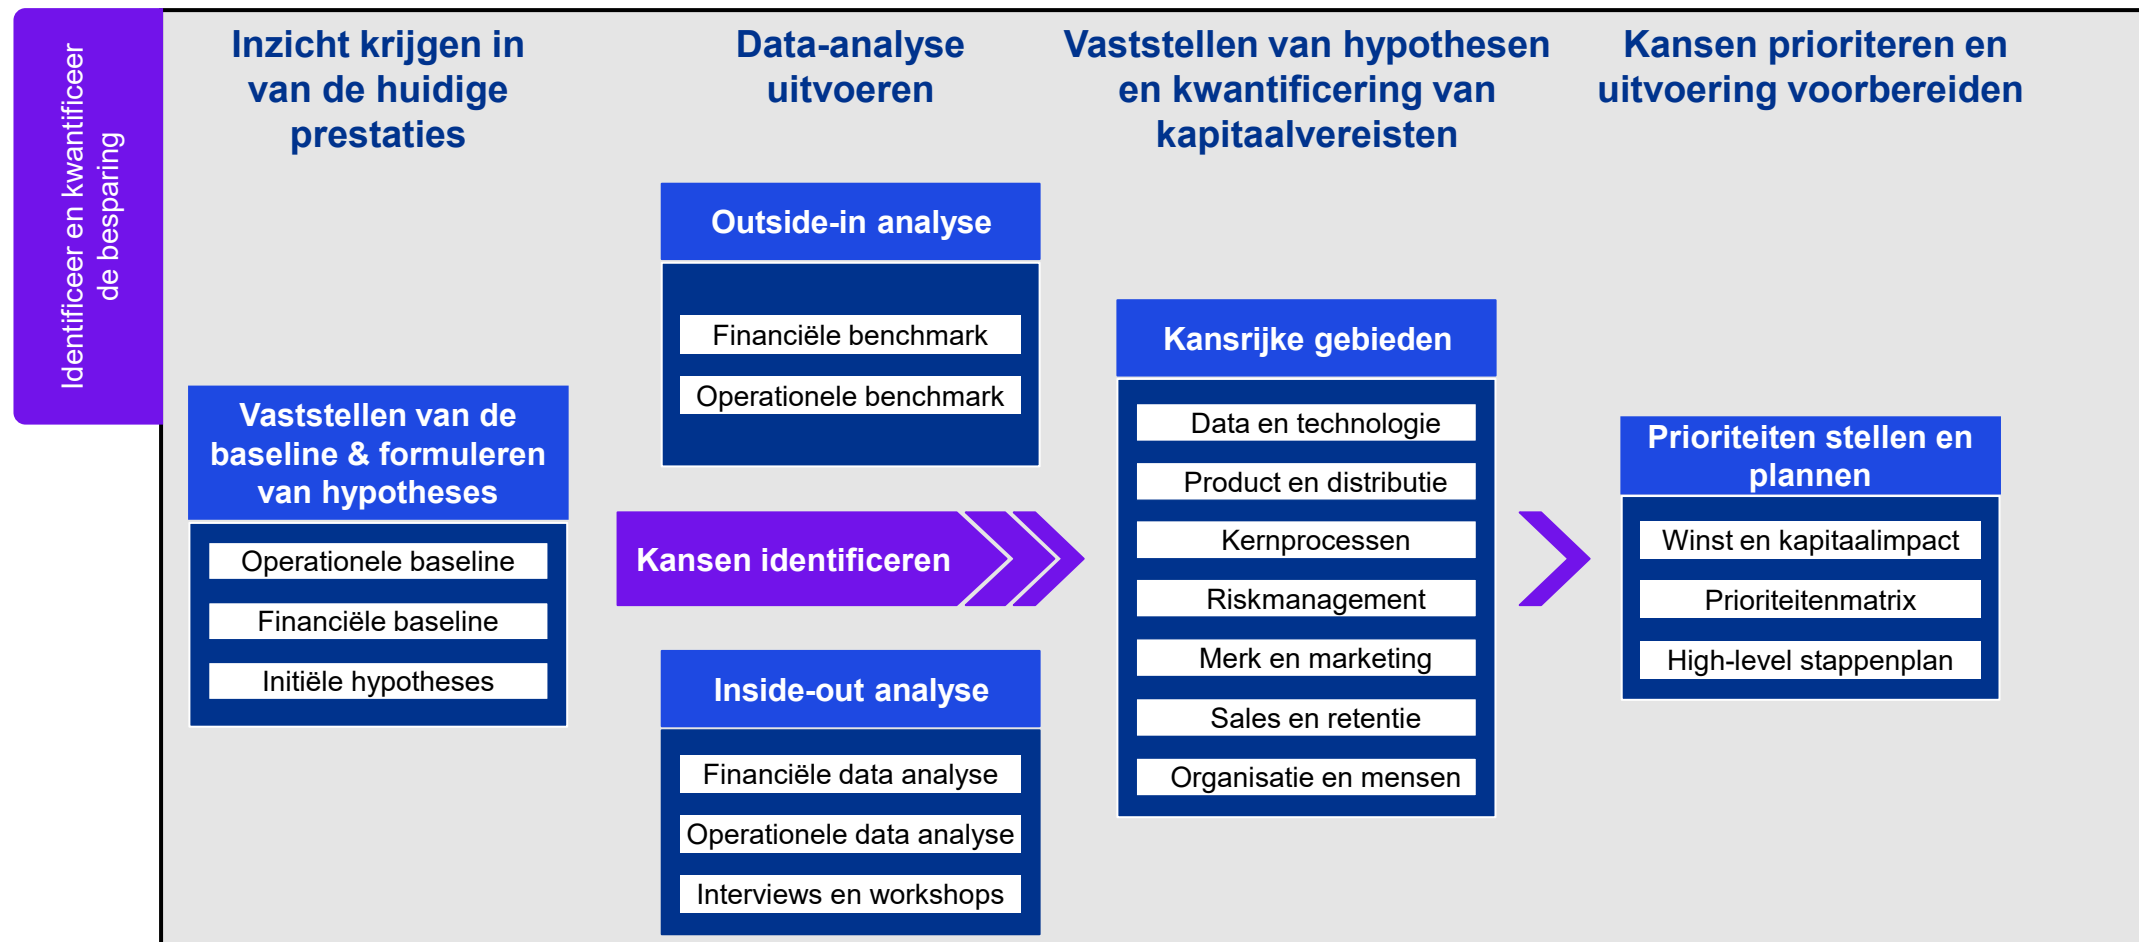 Identificeer en kwantificeer
de besparing
Inzicht krijgen in
van de huidige
prestaties
Vaststellen van de
baseline & formuleren
van hypotheses
Operationele baseline
Financiële baseline
Initiële hypotheses
Data-analyse
uitvoeren
Outside-in analyse
Financiële benchmark
Operationele benchmark
Kansen identificeren
Inside-out analyse
Financiële data analyse
Operationele data analyse
Interviews en workshops
Vaststellen van hypothesen
en kwantificering van
kapitaalvereisten
Kansrijke gebieden
Data en technologie
Product en distributie
Kernprocessen
Riskmanagement
Merk en marketing
Sales en retentie
Organisatie en mensen
Kansen prioriteren en
uitvoering voorbereiden
Prioriteiten stellen en
plannen
Winst en kapitaalimpact
Prioriteitenmatrix
High-level stappenplan